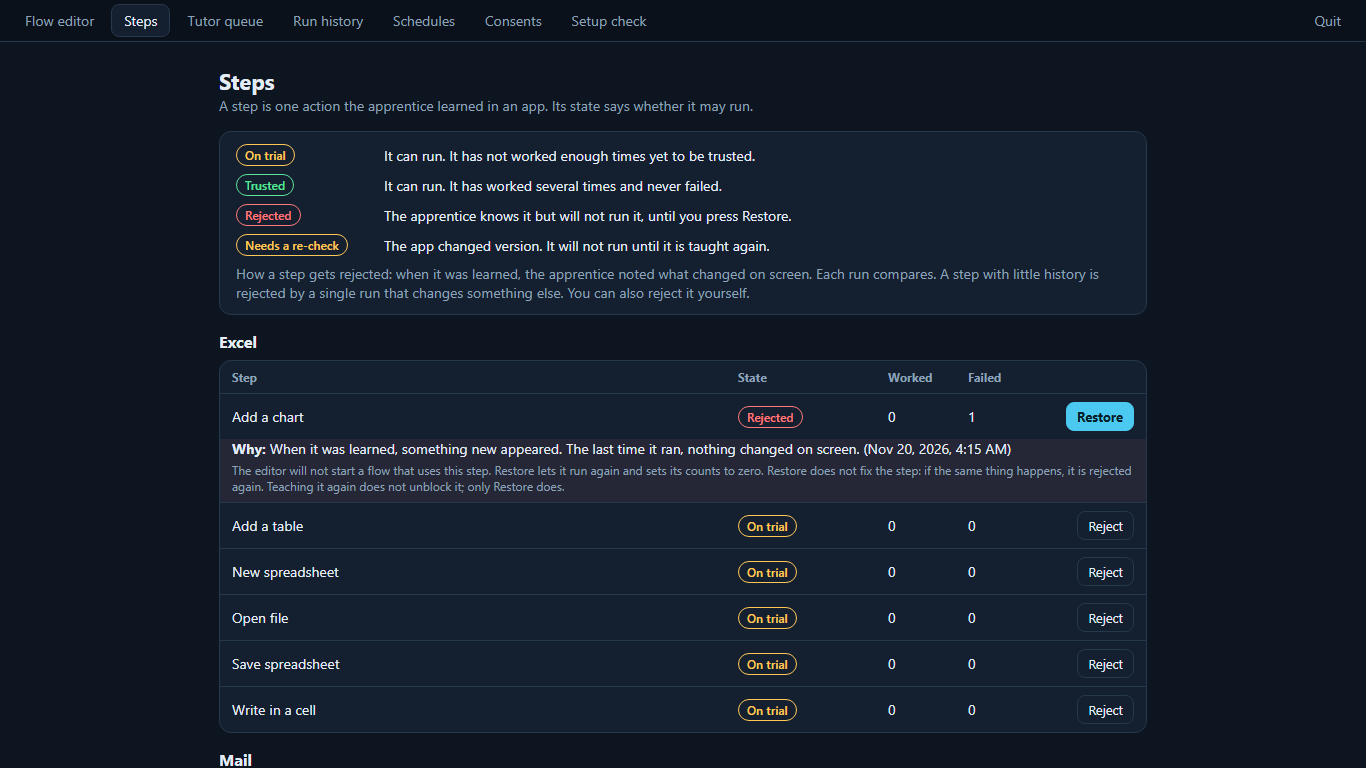 Flow editor Steps Tutor queue Run history Schedules Consents Setup check Quit
Steps
A step is one action the apprentice learned in an app. Its state says whether it may run.
On trial It can run. It has not worked enough times yet to be trusted.
Trusted It can run. It has worked several times and never failed.
Rejected The apprentice knows it but will not run it, until you press Restore.
Needs a re-check The app changed version. It will not run until it is taught again.
How a step gets rejected: when it was learned, the apprentice noted what changed on screen. Each run compares. A step with little history is
rejected by a single run that changes something else. You can also reject it yourself.
Excel
Step State Worked Failed
Add a chart Rejected 0 1 Restore
Why: When it was learned, something new appeared. The last time it ran, nothing changed on screen. (Nov 20, 2026, 4:15 AM)
The editor will not start a flow that uses this step. Restore lets it run again and sets its counts to zero. Restore does not fix the step: if the same thing happens, it is rejected
again. Teaching it again does not unblock it; only Restore does.
Add a table On trial 0 0 Reject
New spreadsheet On trial 0 0 Reject
Open file On trial 0 0 Reject
Save spreadsheet On trial 0 0 Reject
Write in a cell On trial 0 0 Reject
Mail